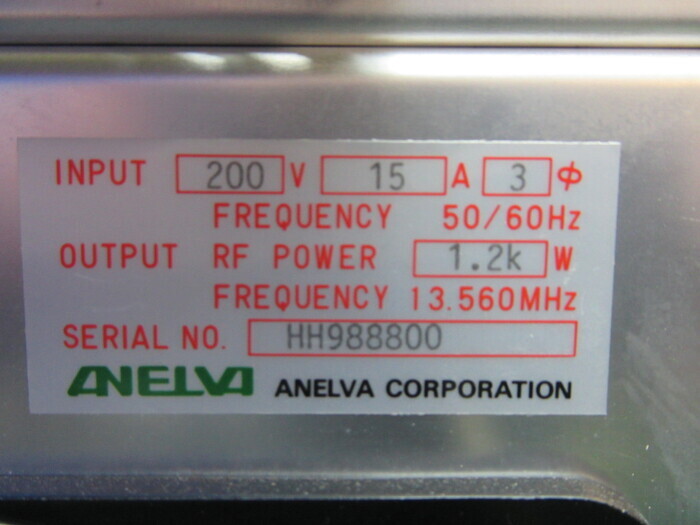 INPUT 200 V 15 A 3 ϕ
FREQUENCY 50/60Hz
OUTPUT RF POWER 1.2k W
FREQUENCY 13.560MHz
SERIAL NO. HH988800
ANELVA ANELVA CORPORATION